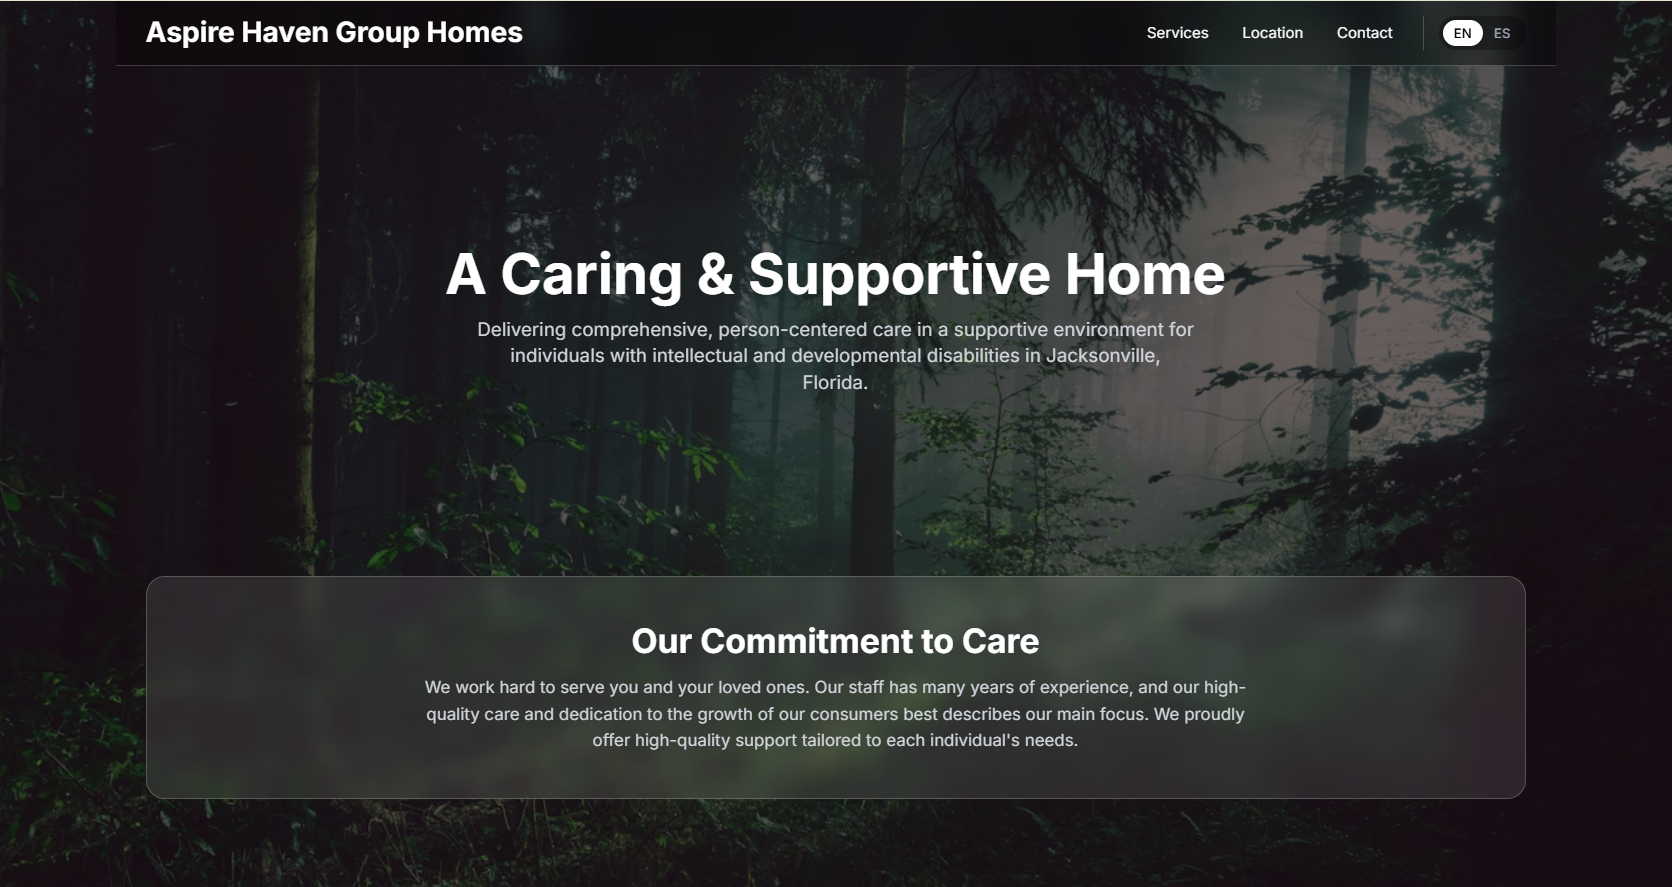 Aspire Haven Group Homes
Services
Location
Contact
EN
ES
A Caring & Supportive Home
Delivering comprehensive, person-centered care in a supportive environment for
individuals with intellectual and developmental disabilities in Jacksonville,
Florida.
Our Commitment to Care
We work hard to serve you and your loved ones. Our staff has many years of experience, and our high-
quality care and dedication to the growth of our consumers best describes our main focus. We proudly
offer high-quality support tailored to each individual's needs.